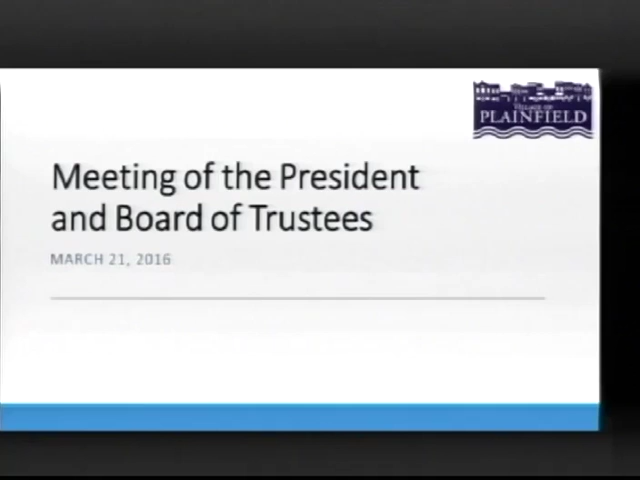 VILLAGE OF
PLAINFIELD
Meeting of the President
and Board of Trustees
MARCH 21, 2016